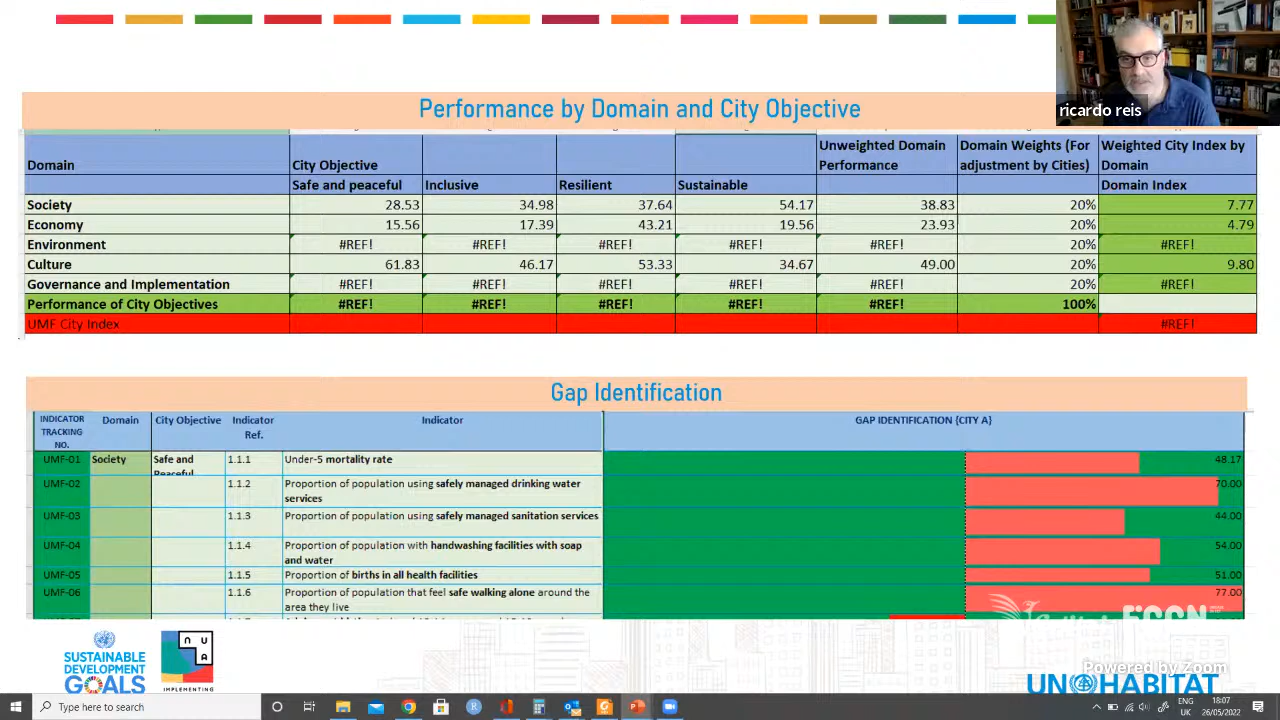 ricardo reis
Performance by Domain and City Objective
Domain City Objective Unweighted Domain Performance Domain Weights (For adjustment by Cities) Weighted City Index by Domain
Safe and peaceful Inclusive Resilient Sustainable Domain Index
Society 28.53 34.98 37.64 54.17 38.83 20% 7.77
Economy 15.56 17.39 43.21 19.56 23.93 20% 4.79
Environment #REF! #REF! #REF! #REF! #REF! 20% #REF!
Culture 61.83 46.17 53.33 34.67 49.00 20% 9.80
Governance and Implementation #REF! #REF! #REF! #REF! #REF! 20% #REF!
Performance of City Objectives #REF! #REF! #REF! #REF! #REF! 100%
UMF City Index #REF!
Gap Identification
INDICATOR TRACKING NO. Domain City Objective Indicator Ref. Indicator GAP IDENTIFICATION {CITY A}
UMF-01 Society Safe and Peaceful 1.1.1 Under-5 mortality rate 48.17
UMF-02 1.1.2 Proportion of population using safely managed drinking water services 70.00
UMF-03 1.1.3 Proportion of population using safely managed sanitation services 44.00
UMF-04 1.1.4 Proportion of population with handwashing facilities with soap and water 54.00
UMF-05 1.1.5 Proportion of births in all health facilities 51.00
UMF-06 1.1.6 Proportion of population that feel safe walking alone around the area they live 77.00
SUSTAINABLE
DEVELOPMENT
GOALS
N U
A
IMPLEMENTING
Powered by Zoom
UN HABITAT
Type here to search
ENG
UK
18:07
26/05/2022